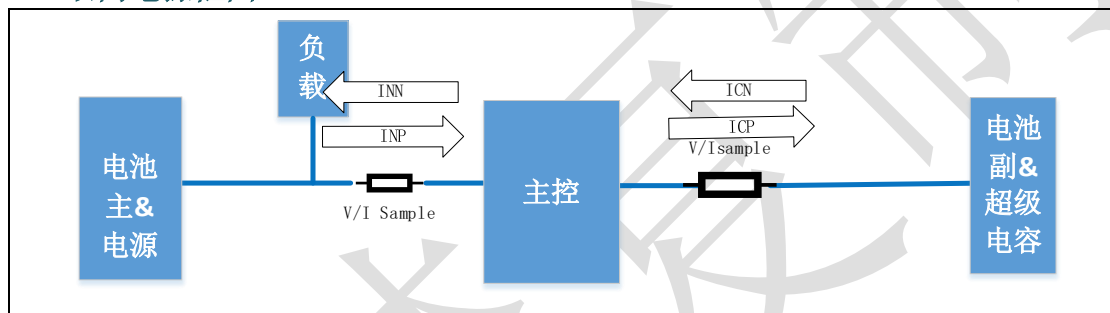 负
载
INN
INP
ICN
ICP
V/Isample
电池
主&
电源
V/I Sample
主控
电池
副&
超级
电容